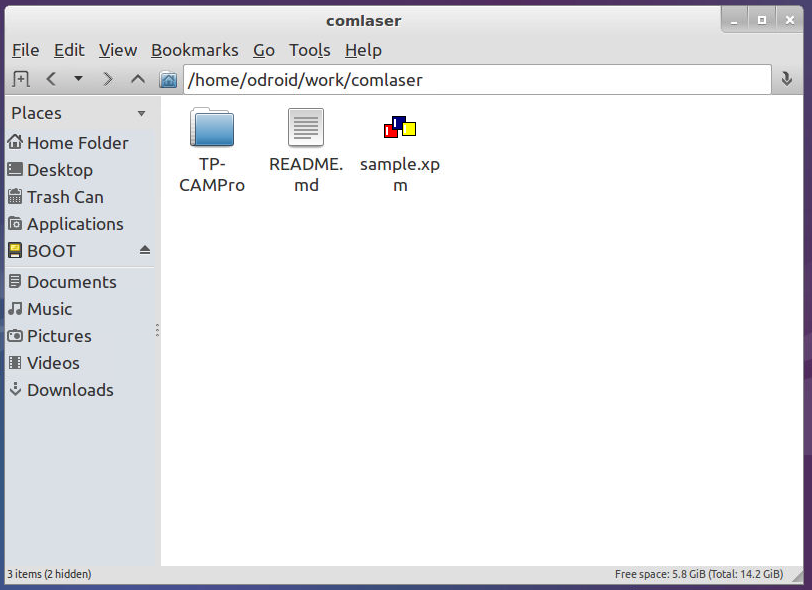 comlaser
File Edit View Bookmarks Go Tools Help
/home/odroid/work/comlaser
Places
Home Folder
Desktop
Trash Can
Applications
BOOT
Documents
Music
Pictures
Videos
Downloads
TP-
CAMPro
README.
md
sample.xp
m
3 items (2 hidden)
Free space: 5.8 GiB (Total: 14.2 GiB)